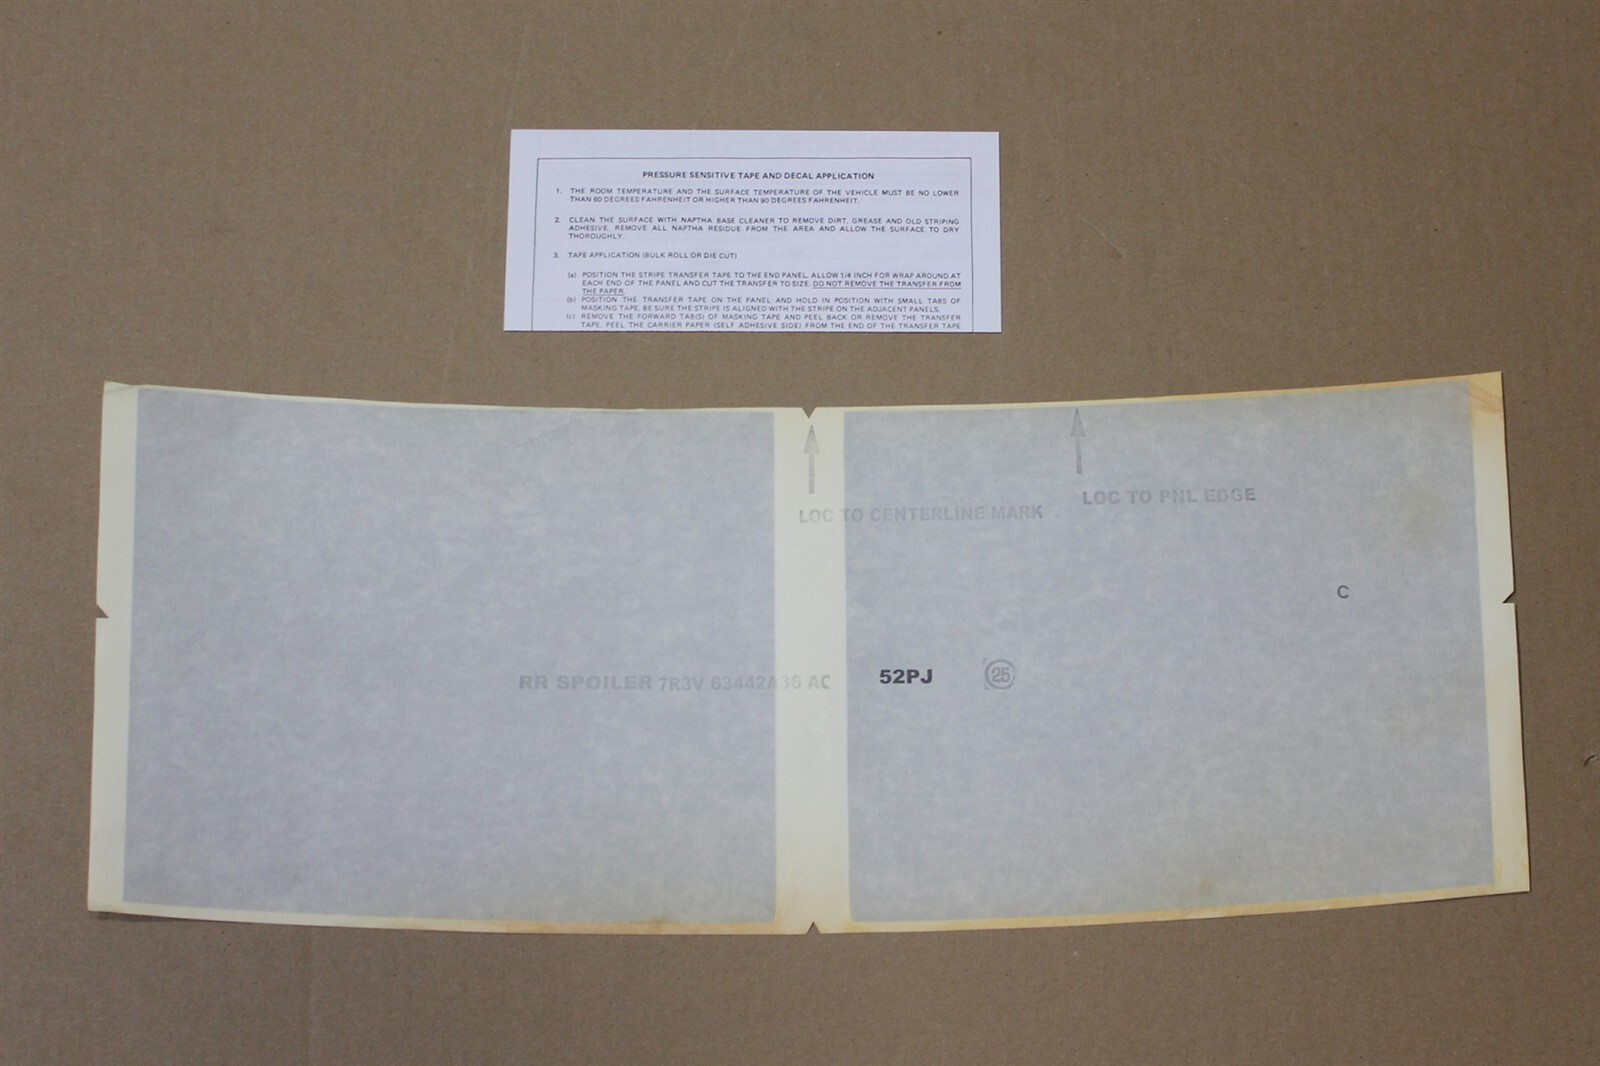 PRESSURE SENSITIVE TAPE AND DECAL APPLICATION
1. THE ROOM TEMPERATURE AND THE SURFACE TEMPERATURE OF THE VEHICLE MUST BE NO LOWER
THAN 60 DEGREES FAHRENHEIT OR HIGHER THAN 90 DEGREES FAHRENHEIT.
2. CLEAN THE SURFACE WITH NAPTHA BASE CLEANER TO REMOVE DIRT, GREASE AND OLD STRIPING
ADHESIVE. REMOVE ALL NAPTHA RESIDUE FROM THE AREA AND ALLOW THE SURFACE TO DRY
THOROUGHLY.
3. TAPE APPLICATION (BULK ROLL OR DIE CUT)
(a) POSITION THE STRIPE TRANSFER TAPE TO THE END PANEL. ALLOW 1/4 INCH FOR WRAP AROUND AT
EACH END OF THE PANEL AND CUT THE TRANSFER TO SIZE. DO NOT REMOVE THE TRANSFER FROM
THE PAPER.
(b) POSITION THE TRANSFER TAPE ON THE PANEL AND HOLD IN POSITION WITH SMALL TABS OF
MASKING TAPE. BE SURE THE STRIPE IS ALIGNED WITH THE STRIPE ON THE ADJACENT PANELS.
(c) REMOVE THE FORWARD TAB(S) OF MASKING TAPE AND PEEL BACK OR REMOVE THE TRANSFER
TAPE. PEEL THE CARRIER PAPER (SELF ADHESIVE SIDE) FROM THE END OF THE TRANSFER TAPE
LOC TO PNL EDGE
LOC TO CENTERLINE MARK
C
RR SPOILER 7R3V 63442A36 AC 52PJ 25